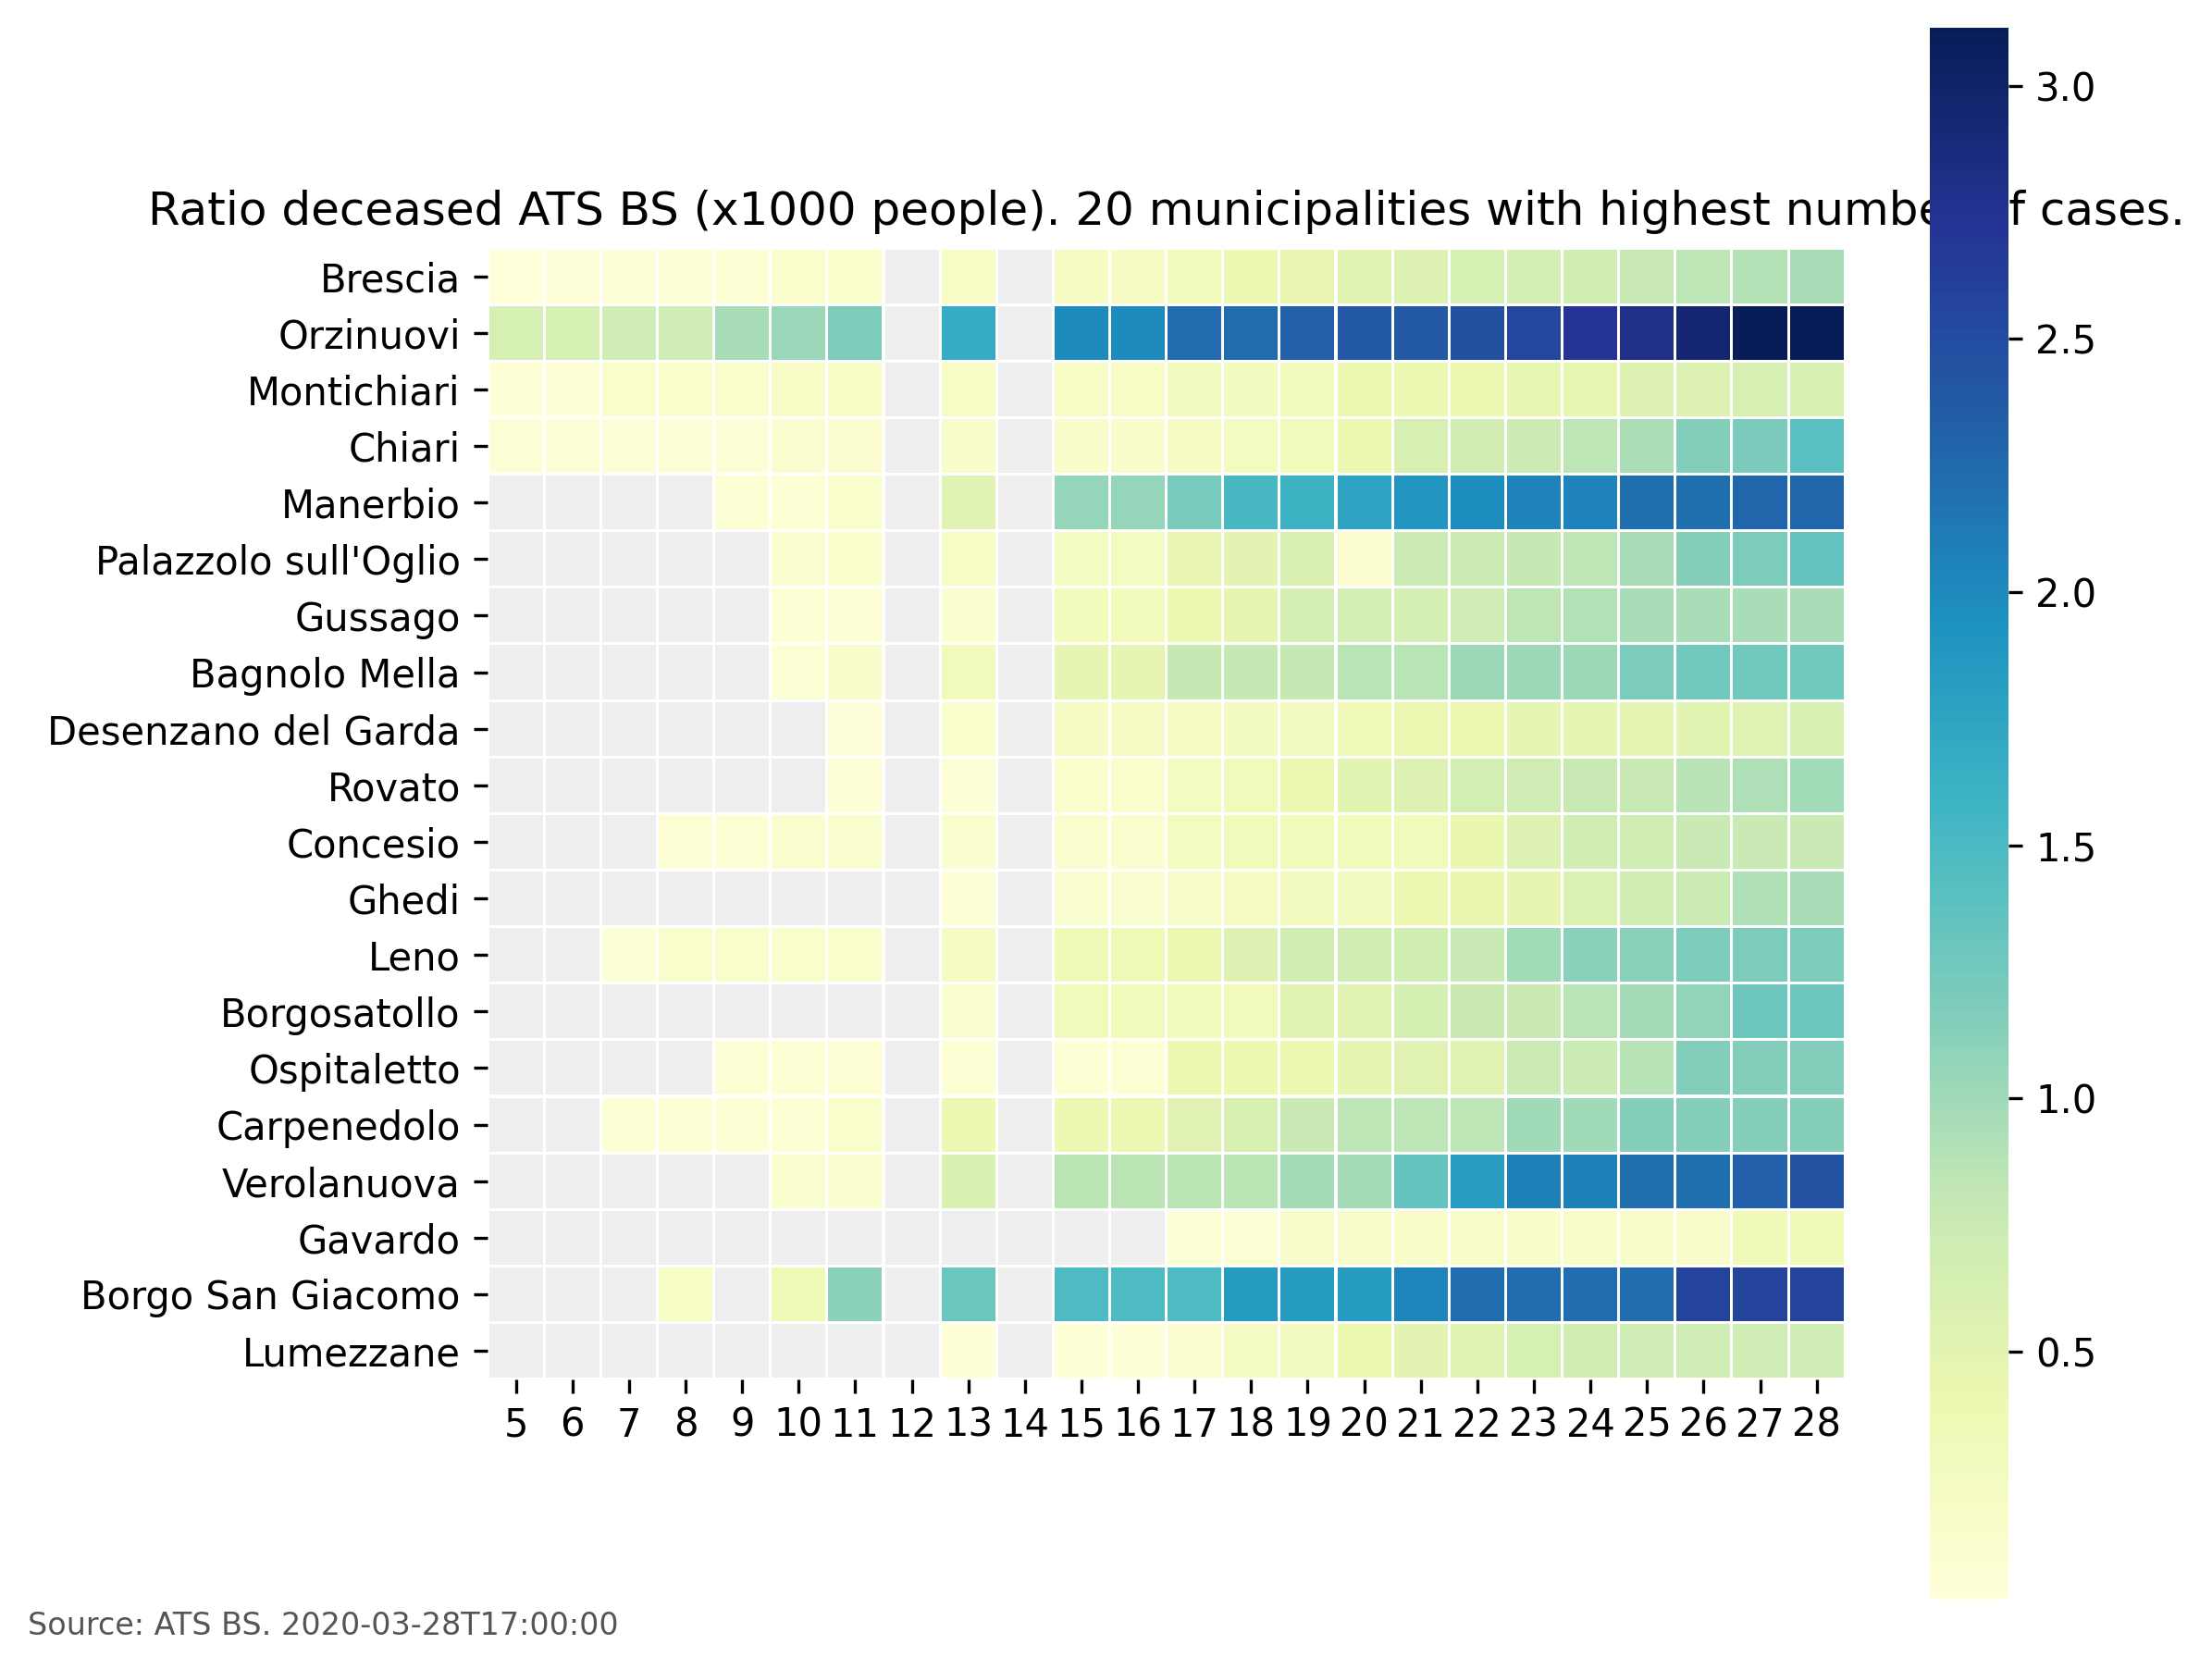 Ratio deceased ATS BS (x1000 people). 20 municipalities with highest numbe f cases.
Brescia
Orzinuovi
Montichiari
Chiari
Manerbio
Palazzolo sull'Oglio
Gussago
Bagnolo Mella
Desenzano del Garda
Rovato
Concesio
Ghedi
Leno
Borgosatollo
Ospitaletto
Carpenedolo
Verolanuova
Gavardo
Borgo San Giacomo
Lumezzane
5 6 7 8 9 10 11 12 13 14 15 16 17 18 19 20 21 22 23 24 25 26 27 28
3.0
2.5
2.0
1.5
1.0
0.5
Source: ATS BS. 2020-03-28T17:00:00